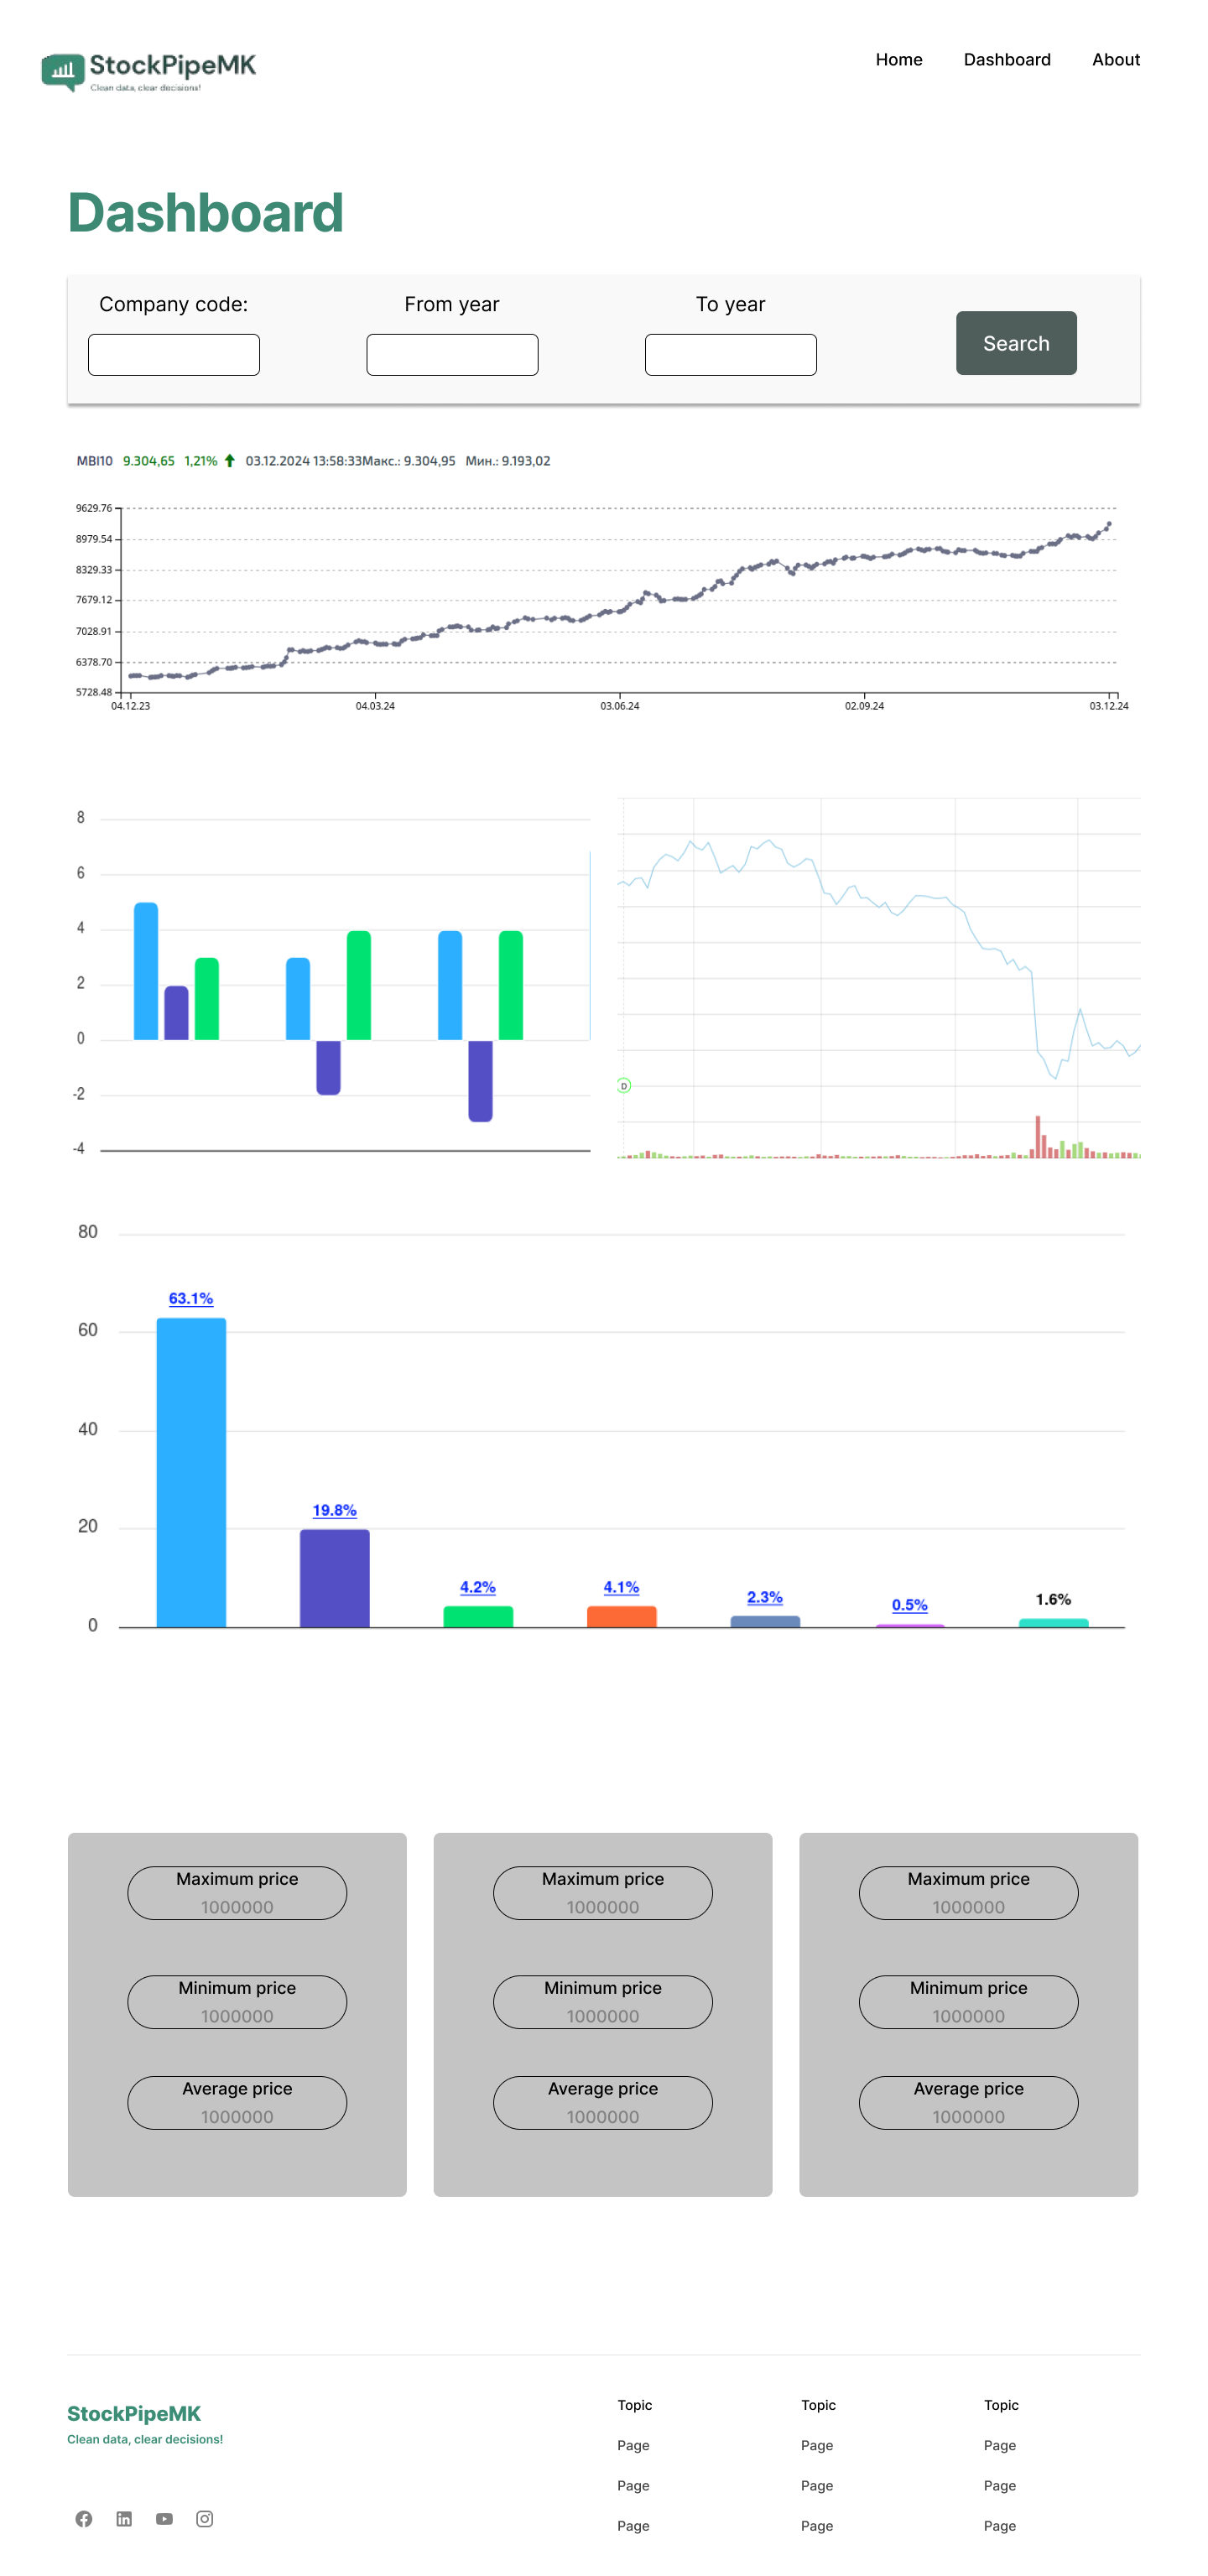 StockPipeMK
Clean data, clear decisions!
Home Dashboard About
Dashboard
Company code: From year To year
Search
MBI10 9.304,65 1,21% 03.12.2024 13:58:33Макс.: 9.304,95 Мин.: 9.193,02
9629.76
8979.54
8329.33
7679.12
7028.91
6378.70
5728.48
04.12.23 04.03.24 03.06.24 02.09.24 03.12.24
8
6
4
2
0
-2
-4
D
80
60
40
20
0
63.1%
19.8%
4.2%
4.1%
2.3%
0.5%
1.6%
Maximum price
1000000
Minimum price
1000000
Average price
1000000
Maximum price
1000000
Minimum price
1000000
Average price
1000000
Maximum price
1000000
Minimum price
1000000
Average price
1000000
StockPipeMK
Clean data, clear decisions!
Topic
Page
Page
Page
Topic
Page
Page
Page
Topic
Page
Page
Page